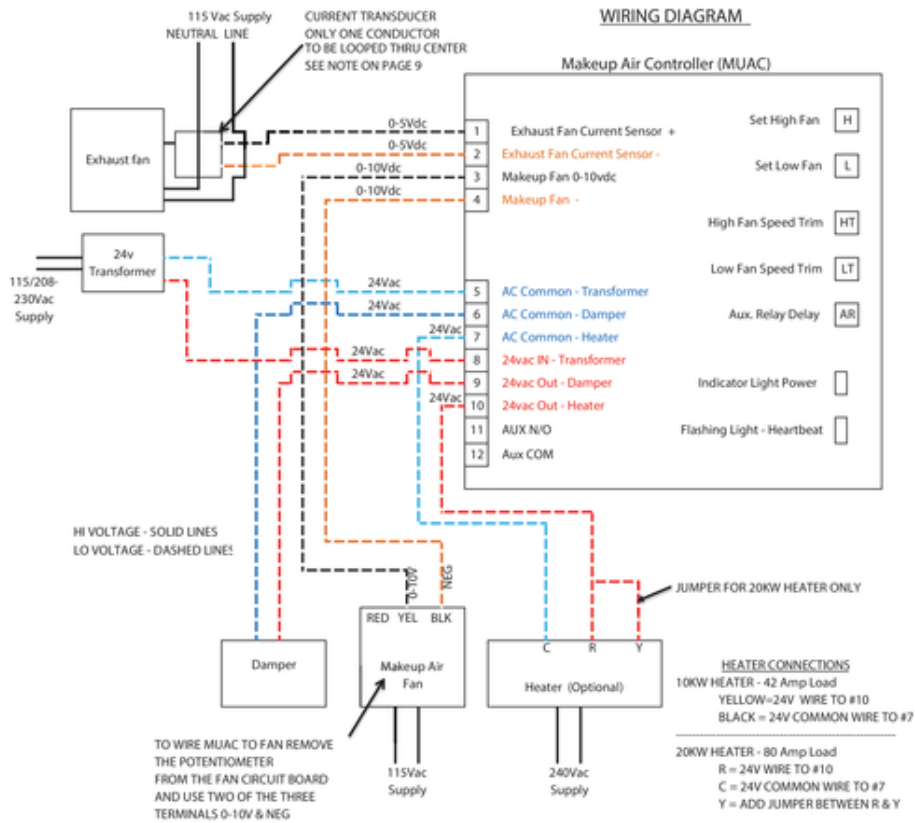 WIRING DIAGRAM
115 Vac Supply
NEUTRAL LINE
CURRENT TRANSDUCER
ONLY ONE CONDUCTOR
TO BE LOOPED THRU CENTER
SEE NOTE ON PAGE 9
Makeup Air Controller (MUAC)
Exhaust fan
0-5Vdc
0-5Vdc
0-10Vdc
0-10Vdc
1 Exhaust Fan Current Sensor +
2 Exhaust Fan Current Sensor -
3 Makeup Fan 0-10vdc
4 Makeup Fan -
Set High Fan H
Set Low Fan L
High Fan Speed Trim HT
Low Fan Speed Trim LT
Aux. Relay Delay AR
Indicator Light Power
Flashing Light - Heartbeat
24v
Transformer
115/208-
230Vac
Supply
24Vac
24Vac
24Vac
24Vac
24Vac
24Vac
5 AC Common - Transformer
6 AC Common - Damper
7 AC Common - Heater
8 24vac IN - Transformer
9 24vac Out - Damper
10 24vac Out - Heater
11 AUX N/O
12 Aux COM
HI VOLTAGE - SOLID LINES
LO VOLTAGE - DASHED LINES
0-10V
NEG
RED YEL BLK
Damper
Makeup Air
Fan
C R Y
Heater (Optional)
JUMPER FOR 20KW HEATER ONLY
115Vac
Supply
240Vac
Supply
TO WIRE MUAC TO FAN REMOVE
THE POTENTIOMETER
FROM THE FAN CIRCUIT BOARD
AND USE TWO OF THE THREE
TERMINALS 0-10V & NEG
HEATER CONNECTIONS
10KW HEATER - 42 Amp Load
YELLOW=24V WIRE TO #10
BLACK = 24V COMMON WIRE TO #7
20KW HEATER - 80 Amp Load
R = 24V WIRE TO #10
C = 24V COMMON WIRE TO #7
Y = ADD JUMPER BETWEEN R & Y